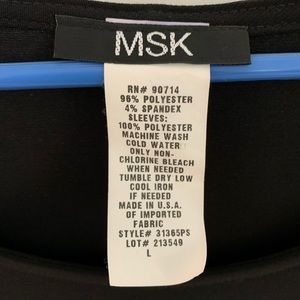 MSK
RN# 90714
96% POLYESTER
4% SPANDEX
SLEEVES:
100% POLYESTER
MACHINE WASH
COLD WATER
ONLY NON-
CHLORINE BLEACH
WHEN NEEDED
TUMBLE DRY LOW
COOL IRON
IF NEEDED
MADE IN U.S.A.
OF IMPORTED
FABRIC
STYLE# 31365PS
LOT# 213549
L